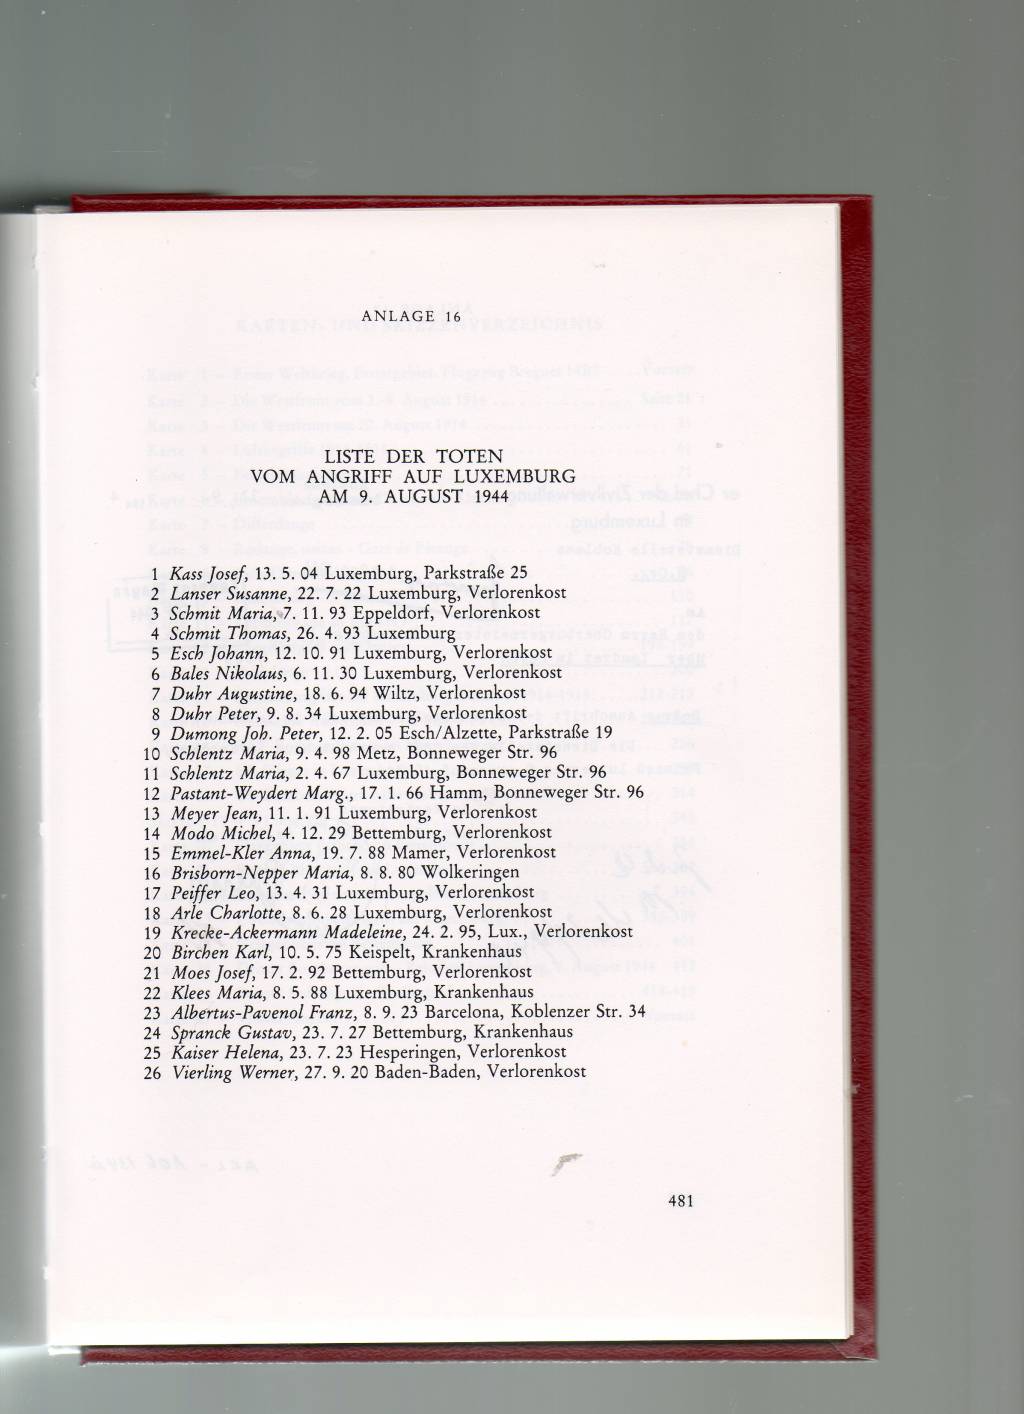 ANLAGE 16
LISTE DER TOTEN
VOM ANGRIFF AUF LUXEMBURG
AM 9. AUGUST 1944
1 Kass Josef, 13. 5. 04 Luxemburg, Parkstraße 25
2 Lanser Susanne, 22. 7. 22 Luxemburg, Verlorenkost
3 Schmit Maria, 7. 11. 93 Eppeldorf, Verlorenkost
4 Schmit Thomas, 26. 4. 93 Luxemburg
5 Esch Johann, 12. 10. 91 Luxemburg, Verlorenkost
6 Bales Nikolaus, 6. 11. 30 Luxemburg, Verlorenkost
7 Duhr Augustine, 18. 6. 94 Wiltz, Verlorenkost
8 Duhr Peter, 9. 8. 34 Luxemburg, Verlorenkost
9 Dumong Joh. Peter, 12. 2. 05 Esch/Alzette, Parkstraße 19
10 Schlentz Maria, 9. 4. 98 Metz, Bonneweger Str. 96
11 Schlentz Maria, 2. 4. 67 Luxemburg, Bonneweger Str. 96
12 Pastant-Weydert Marg., 17. 1. 66 Hamm, Bonneweger Str. 96
13 Meyer Jean, 11. 1. 91 Luxemburg, Verlorenkost
14 Modo Michel, 4. 12. 29 Bettemburg, Verlorenkost
15 Emmel-Kler Anna, 19. 7. 88 Mamer, Verlorenkost
16 Brisborn-Nepper Maria, 8. 8. 80 Wolkeringen
17 Peiffer Leo, 13. 4. 31 Luxemburg, Verlorenkost
18 Arle Charlotte, 8. 6. 28 Luxemburg, Verlorenkost
19 Krecke-Ackermann Madeleine, 24. 2. 95, Lux., Verlorenkost
20 Birchen Karl, 10. 5. 75 Keispelt, Krankenhaus
21 Moes Josef, 17. 2. 92 Bettemburg, Verlorenkost
22 Klees Maria, 8. 5. 88 Luxemburg, Krankenhaus
23 Albertus-Pavenol Franz, 8. 9. 23 Barcelona, Koblenzer Str. 34
24 Spranck Gustav, 23. 7. 27 Bettemburg, Krankenhaus
25 Kaiser Helena, 23. 7. 23 Hesperingen, Verlorenkost
26 Vierling Werner, 27. 9. 20 Baden-Baden, Verlorenkost
481